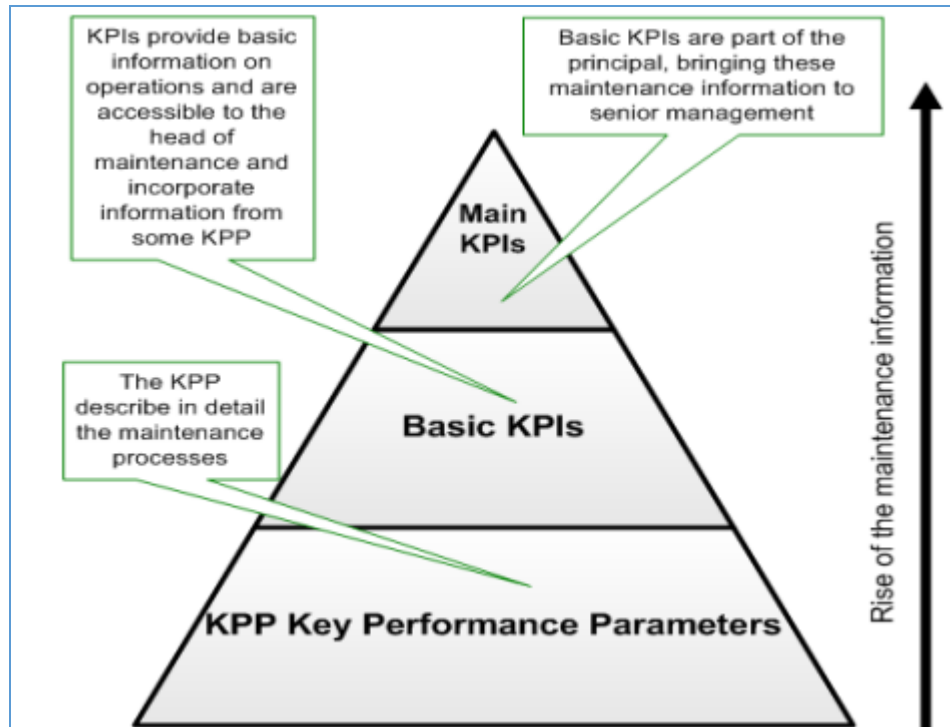 KPIs provide basic
information on
operations and are
accessible to the
head of
maintenance and
incorporate
information from
some KPP
Basic KPIs are part of the
principal, bringing these
maintenance information to
senior management
Main
KPIs
The KPP
describe in detail
the maintenance
processes
Basic KPIs
KPP Key Performance Parameters
Rise of the maintenance information